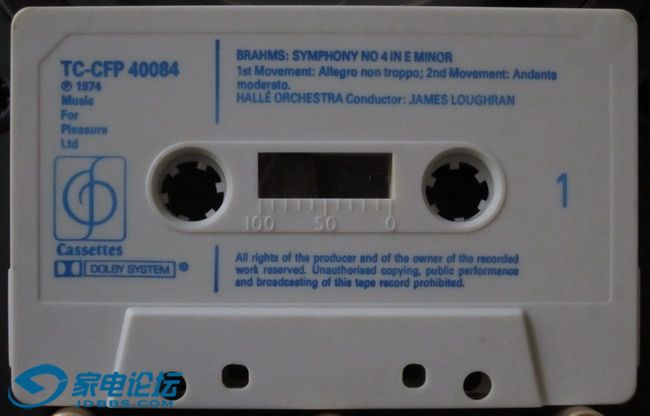 TC-CFP 40084
℗ 1974
Music
For
Pleasure
Ltd
Cassettes
DOLBY SYSTEM ®
BRAHMS: SYMPHONY NO 4 IN E MINOR
1st Movement: Allegro non troppo; 2nd Movement: Andante
moderato.
HALLÉ ORCHESTRA Conductor: JAMES LOUGHRAN
100 50 0
1
All rights of the producer and of the owner of the recorded
work reserved. Unauthorised copying, public performance
and broadcasting of this tape record prohibited.
家电论坛
JDBBS.COM